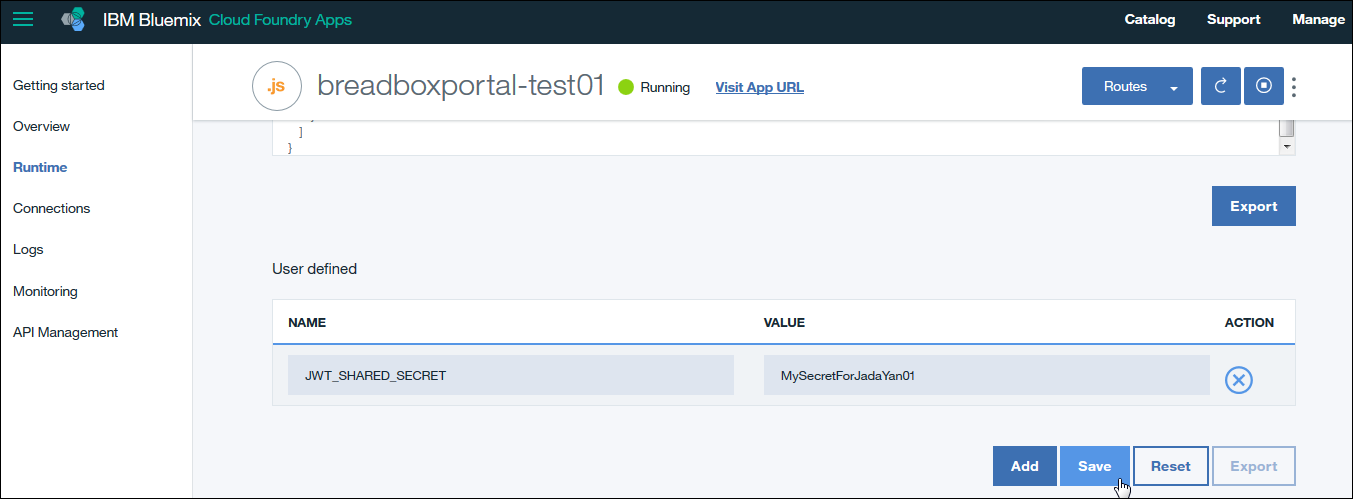 IBM Bluemix Cloud Foundry Apps Catalog Support Manage
.js breadboxportal-test01 Running Visit App URL Routes
Getting started
Overview
Runtime
Connections
Logs
Monitoring
API Management
]
}
Export
User defined
NAME VALUE ACTION
JWT_SHARED_SECRET MySecretForJadaYan01
Add Save Reset Export